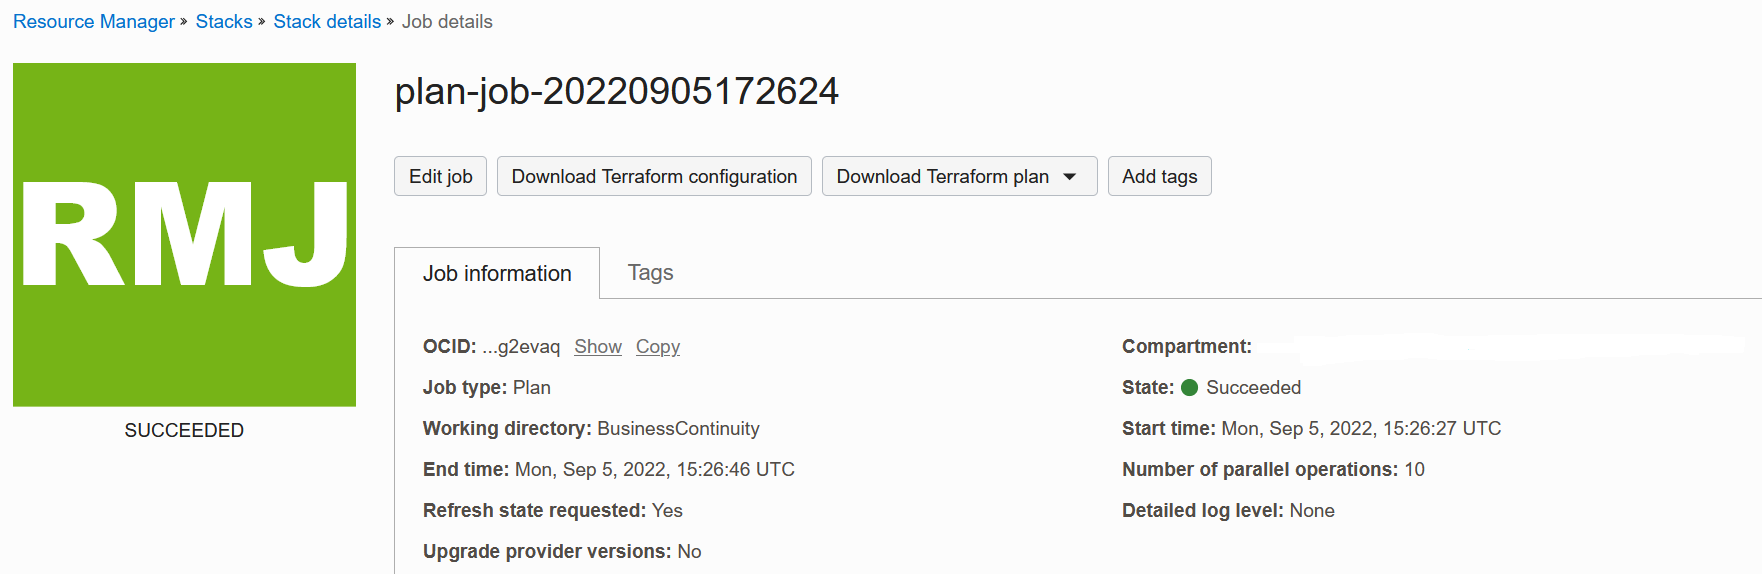 Resource Manager » Stacks » Stack details » Job details
RMJ
SUCCEEDED
plan-job-20220905172624
Edit job
Download Terraform configuration
Download Terraform plan
Add tags
Job information
Tags
OCID: ...g2evaq Show Copy
Compartment:
Job type: Plan
State: Succeeded
Working directory: BusinessContinuity
Start time: Mon, Sep 5, 2022, 15:26:27 UTC
End time: Mon, Sep 5, 2022, 15:26:46 UTC
Number of parallel operations: 10
Refresh state requested: Yes
Detailed log level: None
Upgrade provider versions: No